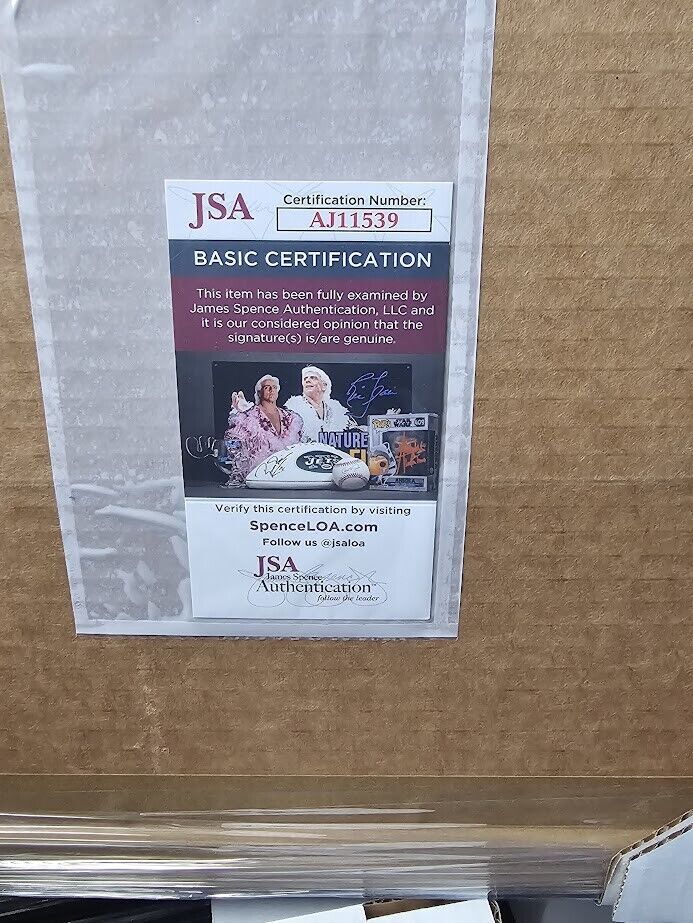 JSA
Certification Number:
AJ11539
BASIC CERTIFICATION
This item has been fully examined by
James Spence Authentication, LLC and
it is our considered opinion that the
signature(s) is/are genuine.
NATURE
JETS
Verify this certification by visiting
SpenceLOA.com
Follow us @jsaloa
JSA
James Spence
Authentication
follow the leader